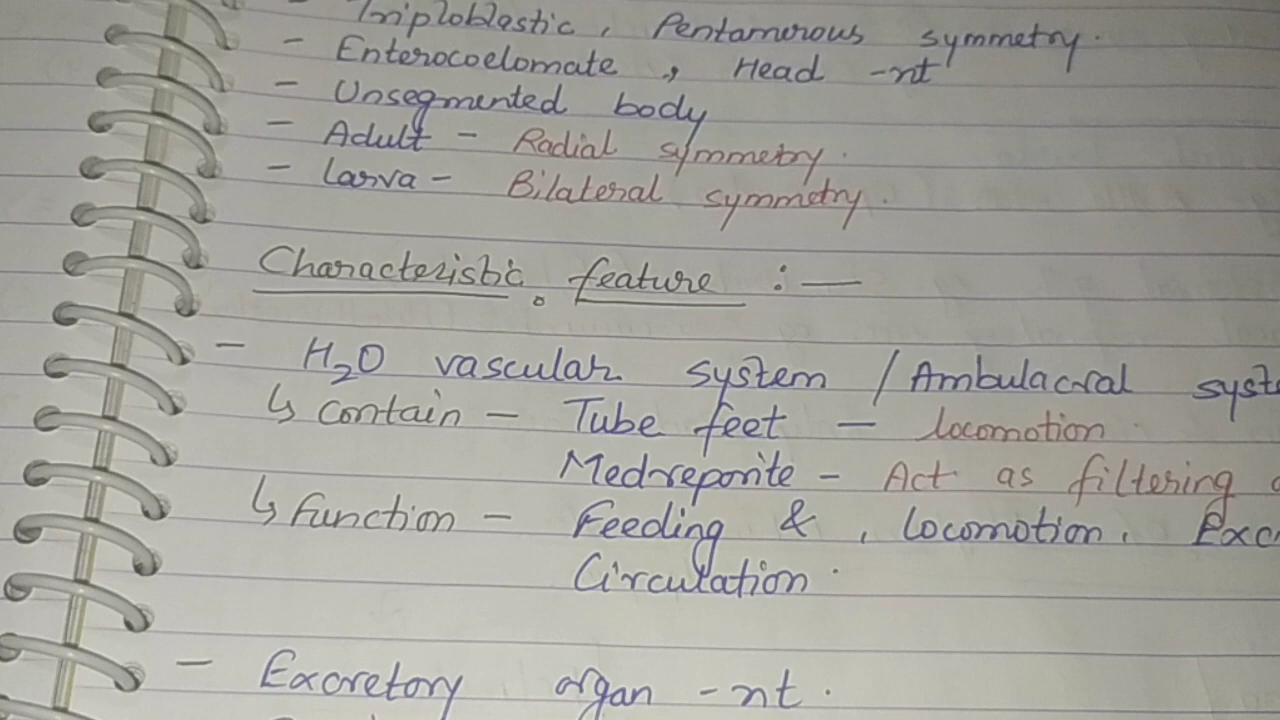 - Triploblastic, Pentamerous symmetry.
- Enterocoelomate, Head -nt
- Unsegmented body
- Adult - Radial symmetry.
- Larva - Bilateral symmetry.
Characteristic feature :—
- H₂O vascular system / Ambulacral syst
↳ contain - Tube feet - locomotion
Medreporite - Act as filtering
↳ function - Feeding & , locomotion, Exc
Circulation.
- Excretory organ -nt.